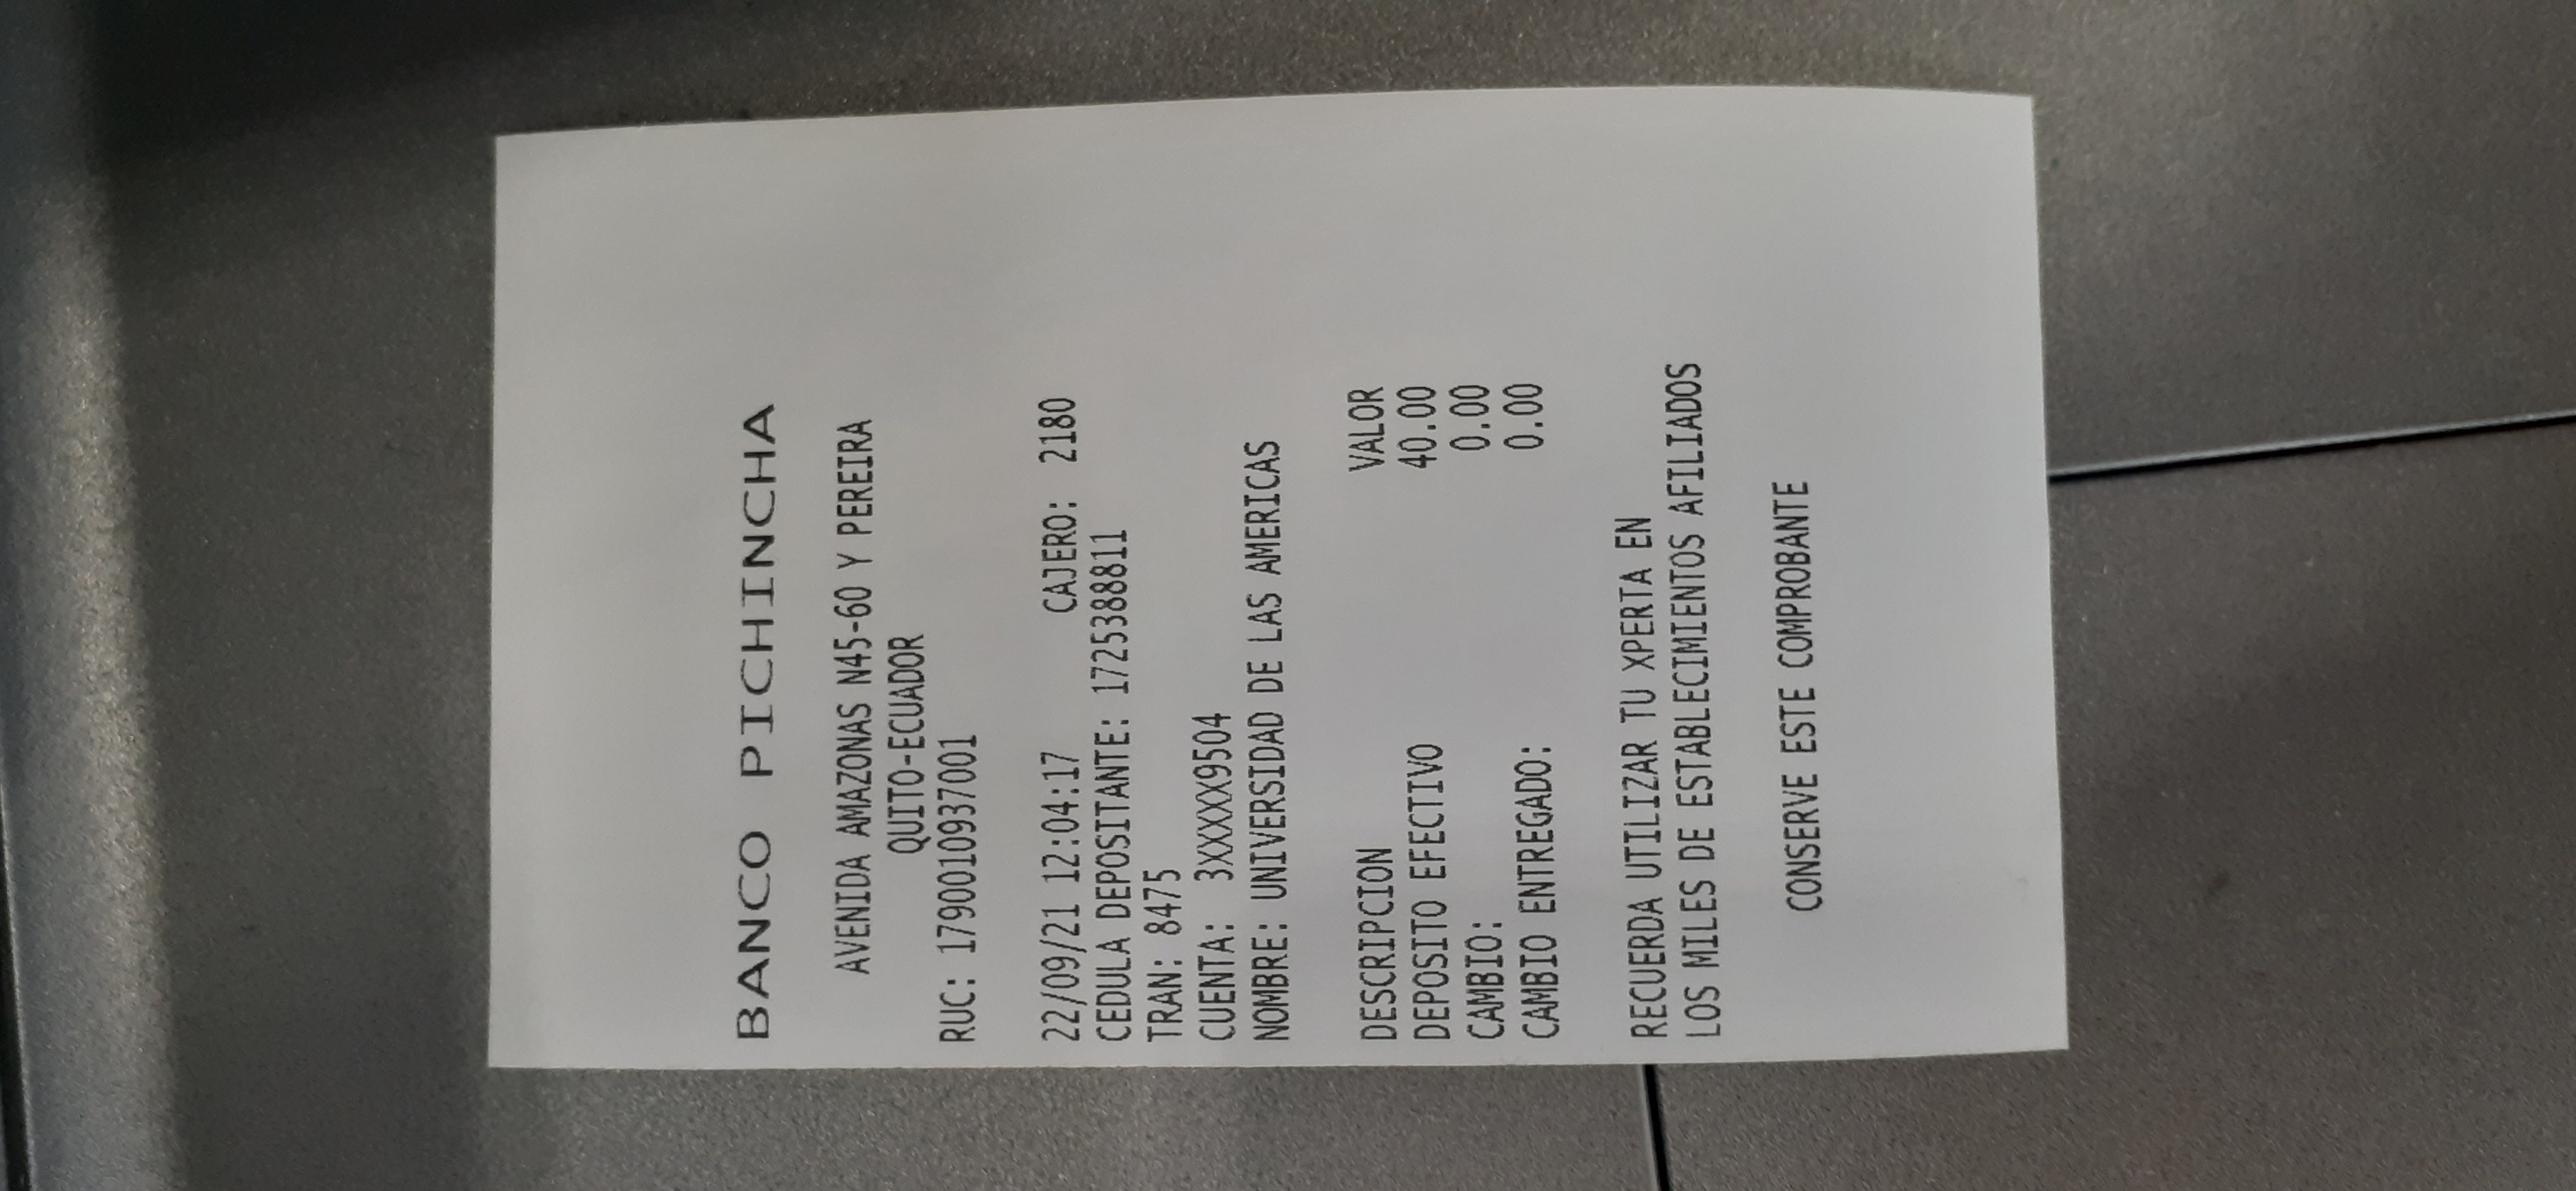 BANCO PICHINCHA
AVENIDA AMAZONAS N45-60 Y PEREIRA
QUITO-ECUADOR
RUC: 1790010937001
22/09/21 12:04:17 CAJERO: 2180
CEDULA DEPOSITANTE: 1725388811
TRAN: 8475
CUENTA: 3XXXXXX9504
NOMBRE: UNIVERSIDAD DE LAS AMERICAS
DESCRIPCION VALOR
DEPOSITO EFECTIVO 40.00
CAMBIO: 0.00
CAMBIO ENTREGADO: 0.00
RECUERDA UTILIZAR TU XPERTA EN
LOS MILES DE ESTABLECIMIENTOS AFILIADOS
CONSERVE ESTE COMPROBANTE